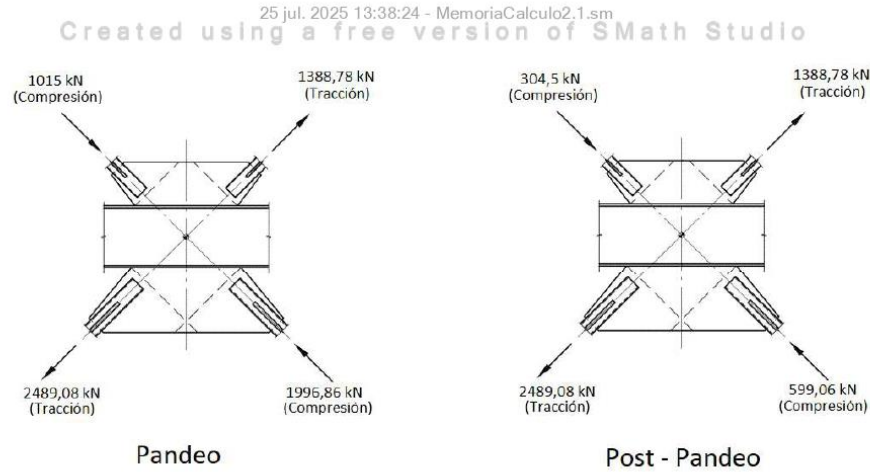 25 jul. 2025 13:38:24 - MemoriaCalculo2.1.sm
Created using a free version of SMath Studio
1015 kN
(Compresión)
1388,78 kN
(Tracción)
2489,08 kN
(Tracción)
1996,86 kN
(Compresión)
Pandeo
304,5 kN
(Compresión)
1388,78 kN
(Tracción)
2489,08 kN
(Tracción)
599,06 kN
(Compresión)
Post - Pandeo